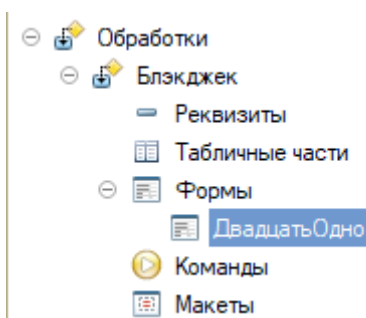 Обработки
Блэкджек
Реквизиты
Табличные части
Формы
ДвадцатьОдно
Команды
Макеты